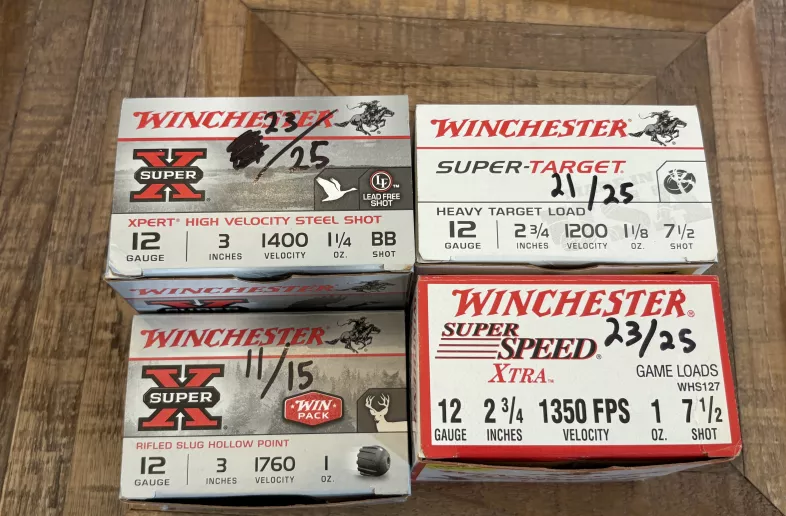 WINCHESTER
23/25
SUPER X
LF™
LEAD FREE
SHOT
XPERT® HIGH VELOCITY STEEL SHOT
12 3 1400 1 1/4 BB
GAUGE INCHES VELOCITY OZ. SHOT
WINCHESTER
SUPER-TARGET
21/25
HEAVY TARGET LOAD
12 2 3/4 1200 1 1/8 7 1/2
GAUGE INCHES VELOCITY OZ. SHOT
SUPER
WINCHESTER
11/15
SUPER X
WIN
PACK
RIFLED SLUG HOLLOW POINT
12 3 1760 1
GAUGE INCHES VELOCITY OZ.
WINCHESTER®
SUPER
SPEED®
23/25
XTRA™
GAME LOADS
WHS127
12 2 3/4 1350 FPS 1 7 1/2
GAUGE INCHES VELOCITY OZ. SHOT